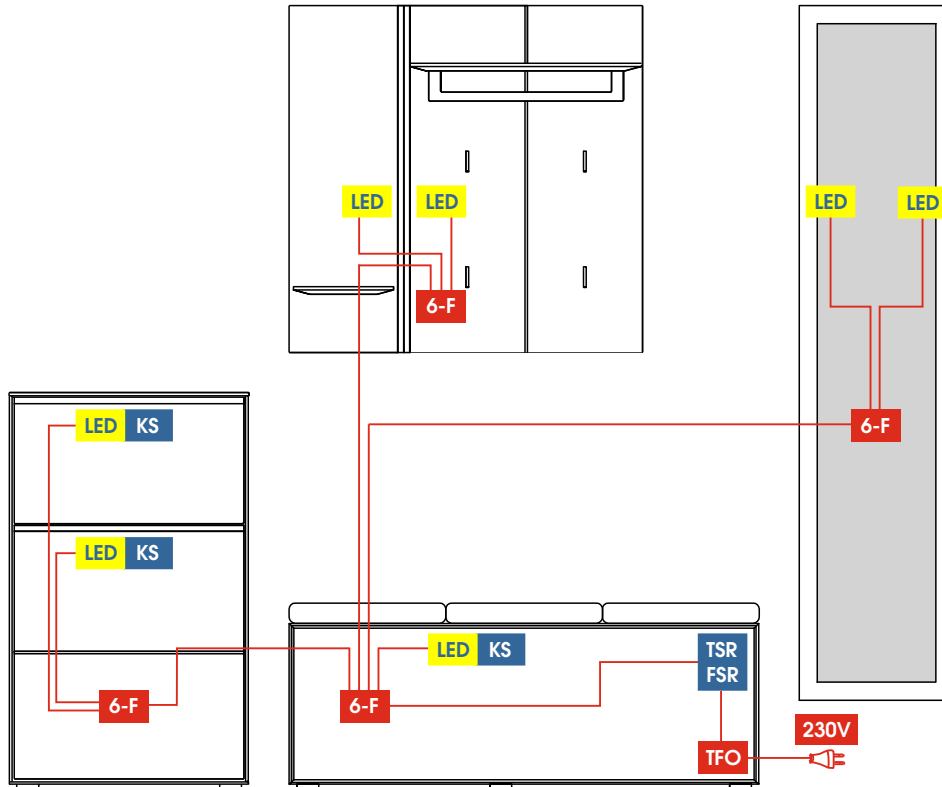 LED LED
LED LED
6-F
LED KS
6-F
LED KS
LED KS
TSR
FSR
6-F
6-F
230V
TFO